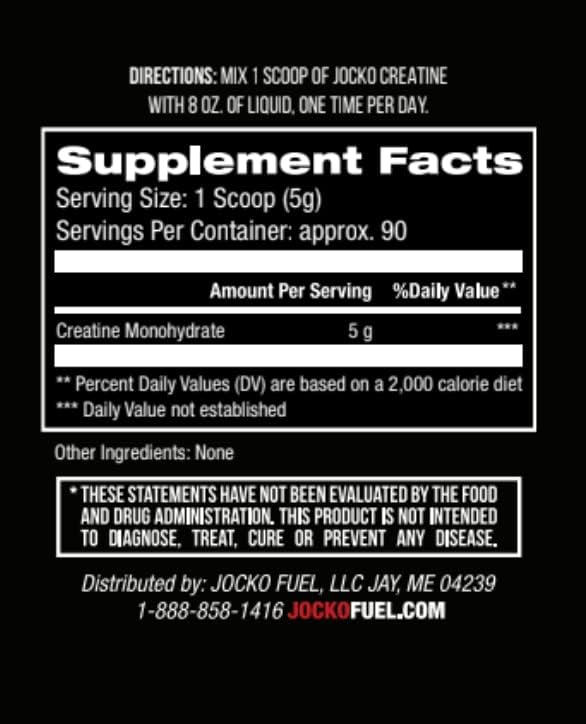 DIRECTIONS: MIX 1 SCOOP OF JOCKO CREATINE
WITH 8 OZ. OF LIQUID, ONE TIME PER DAY.
Supplement Facts
Serving Size: 1 Scoop (5g)
Servings Per Container: approx. 90
Amount Per Serving %Daily Value**
Creatine Monohydrate 5 g ***
** Percent Daily Values (DV) are based on a 2,000 calorie diet
*** Daily Value not established
Other Ingredients: None
* THESE STATEMENTS HAVE NOT BEEN EVALUATED BY THE FOOD
AND DRUG ADMINISTRATION. THIS PRODUCT IS NOT INTENDED
TO DIAGNOSE, TREAT, CURE OR PREVENT ANY DISEASE.
Distributed by: JOCKO FUEL, LLC JAY, ME 04239
1-888-858-1416 JOCKOFUEL.COM